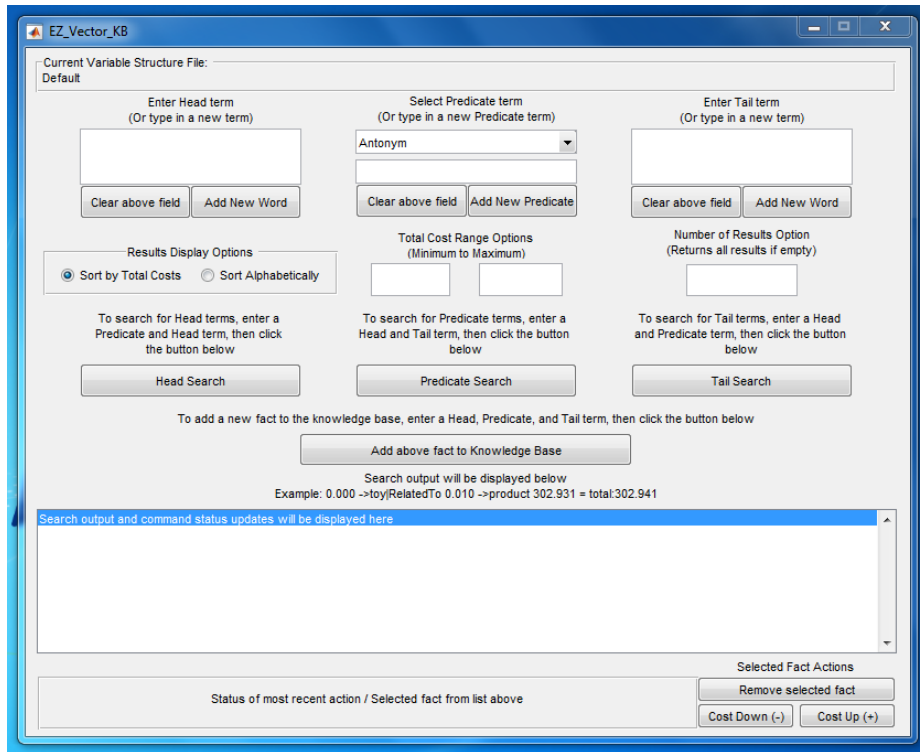 EZ_Vector_KB
Current Variable Structure File:
Default
Enter Head term
(Or type in a new term)
Select Predicate term
(Or type in a new Predicate term)
Enter Tail term
(Or type in a new term)
Antonym
Clear above field
Add New Word
Clear above field
Add New Predicate
Clear above field
Add New Word
Results Display Options
Sort by Total Costs
Sort Alphabetically
Total Cost Range Options
(Minimum to Maximum)
Number of Results Option
(Returns all results if empty)
To search for Head terms, enter a
Predicate and Head term, then click
the button below
To search for Predicate terms, enter a
Head and Tail term, then click the button
below
To search for Tail terms, enter a Head
and Predicate term, then click the button
below
Head Search
Predicate Search
Tail Search
To add a new fact to the knowledge base, enter a Head, Predicate, and Tail term, then click the button below
Add above fact to Knowledge Base
Search output will be displayed below
Example: 0.000 ->toy|RelatedTo 0.010 ->product 302.931 = total:302.941
Search output and command status updates will be displayed here
Selected Fact Actions
Status of most recent action / Selected fact from list above
Remove selected fact
Cost Down (-)
Cost Up (+)